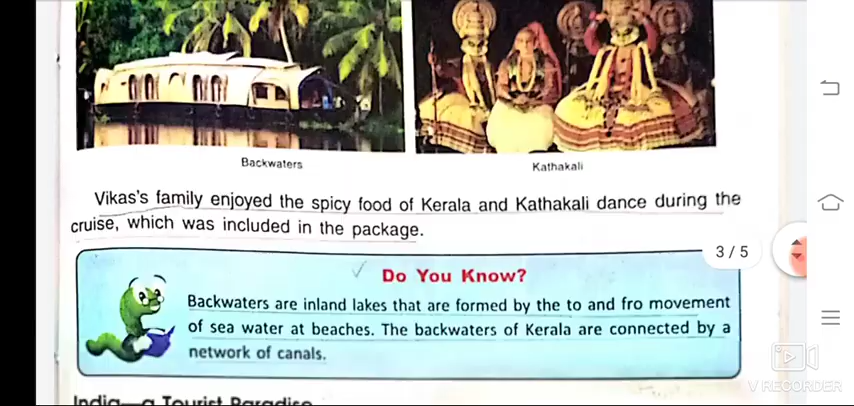 Backwaters
Kathakali
Vikas's family enjoyed the spicy food of Kerala and Kathakali dance during the
cruise, which was included in the package.
3 / 5
Do You Know?
Backwaters are inland lakes that are formed by the to and fro movement
of sea water at beaches. The backwaters of Kerala are connected by a
network of canals.
V RECORDER
India—a Tourist Paradise